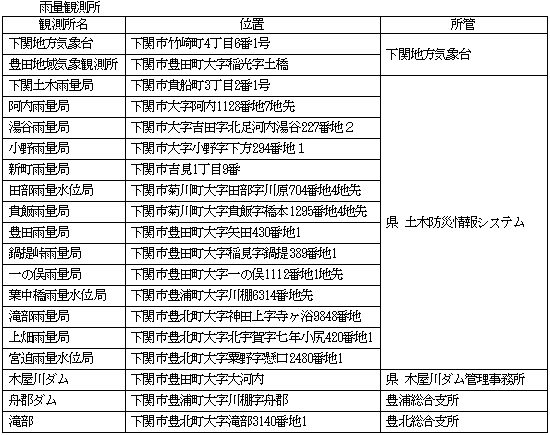 雨量観測所
観測所名 位置 所管
下関地方気象台 下関市竹崎町4丁目6番1号 下関地方気象台
豊田地域気象観測所 下関市豊田町大字稲光字土橋
下関土木雨量局 下関市貴船町3丁目2番1号 県 土木防災情報システム
阿内雨量局 下関市大字阿内1128番地7地先
湯谷雨量局 下関市大字吉田字北足河内湯谷227番地２
小野雨量局 下関市大字小野字下方294番地１
新町雨量局 下関市吉見1丁目9番
田部雨量水位局 下関市菊川町大字田部字川原704番地4地先
貴飯雨量局 下関市菊川町大字貴飯字橋本1295番地4地先
豊田雨量局 下関市豊田町大字矢田430番地1
鍋提峠雨量局 下関市豊田町大字稲見字鍋提389番地1
一の俣雨量局 下関市豊田町大字一の俣1112番地1地先
葉中橋雨量水位局 下関市豊浦町大字川棚6314番地先
滝部雨量局 下関市豊北町大字神田上字寺ヶ浴9848番地
上畑雨量局 下関市豊北町大字北宇賀字七年小尻420番地1
宮迫雨量水位局 下関市豊北町大字粟野字懸口2480番地1
木屋川ダム 下関市豊田町大字大河内 県 木屋川ダム管理事務所
舟郡ダム 下関市豊浦町大字川棚字舟郡 豊浦総合支所
滝部 下関市豊北町大字滝部3140番地1 豊北総合支所